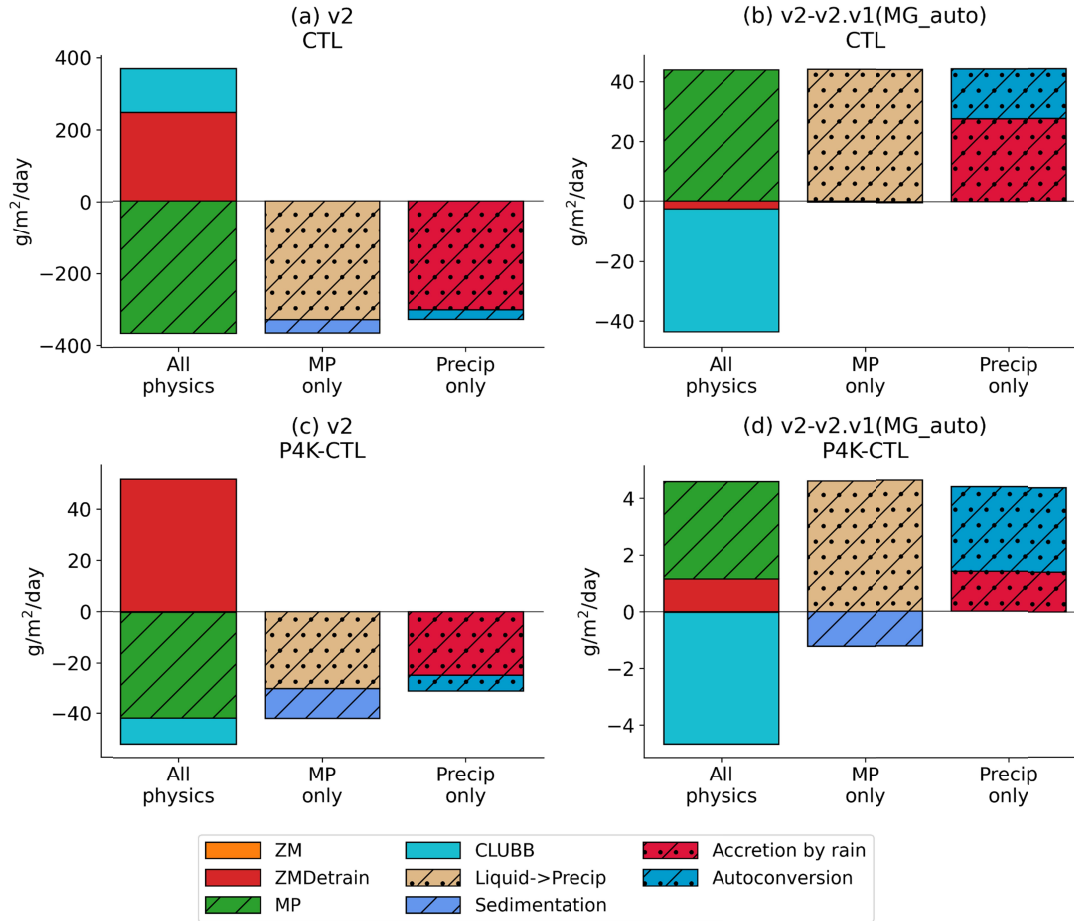 (a) v2
CTL
g/m²/day
400
200
0
−200
−400
All
physics
MP
only
Precip
only
(b) v2-v2.v1(MG_auto)
CTL
g/m²/day
40
20
0
−20
−40
All
physics
MP
only
Precip
only
(c) v2
P4K-CTL
g/m²/day
40
20
0
−20
−40
All
physics
MP
only
Precip
only
(d) v2-v2.v1(MG_auto)
P4K-CTL
g/m²/day
4
2
0
−2
−4
All
physics
MP
only
Precip
only
ZM
ZMDetrain
MP
CLUBB
Liquid->Precip
Sedimentation
Accretion by rain
Autoconversion